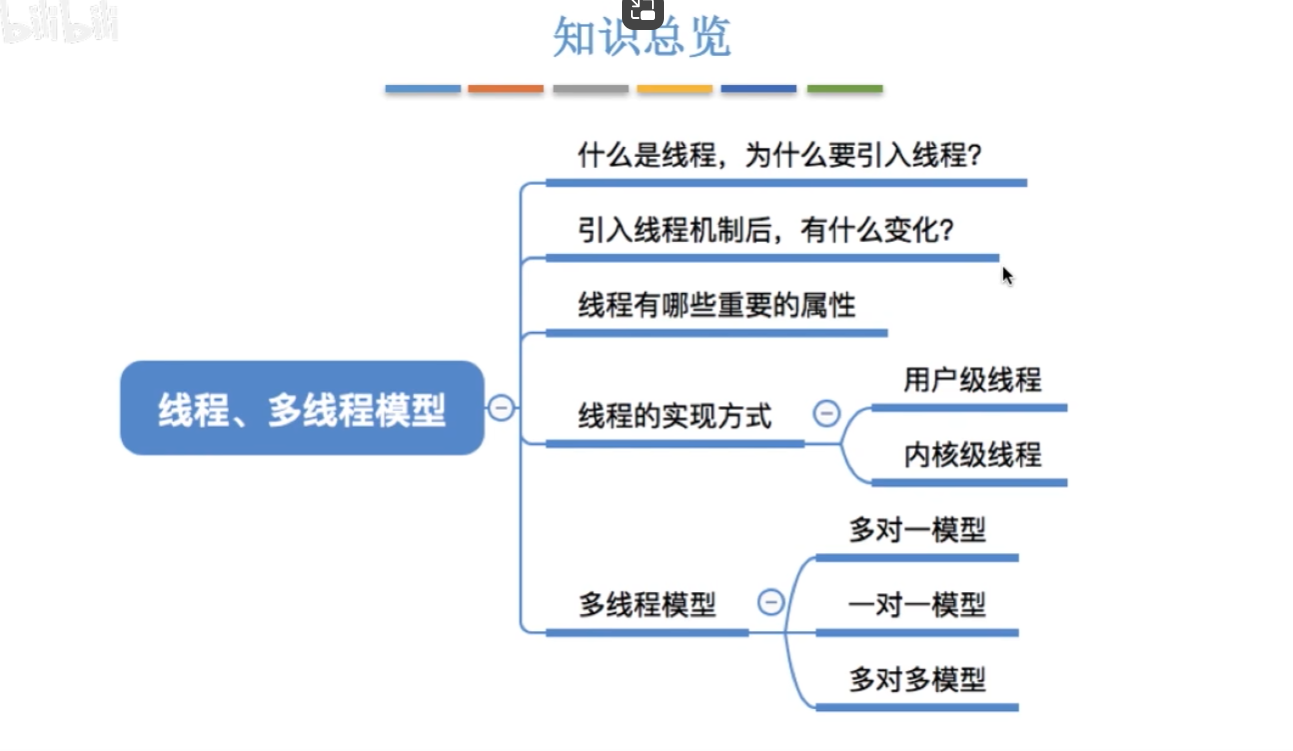 bilibili
知识总览
什么是线程，为什么要引入线程？
引入线程机制后，有什么变化？
线程有哪些重要的属性
线程、多线程模型
线程的实现方式
用户级线程
内核级线程
多线程模型
多对一模型
一对一模型
多对多模型